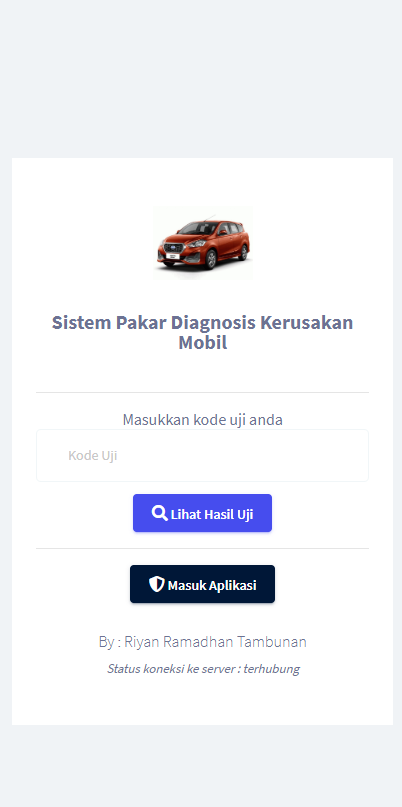 Sistem Pakar Diagnosis Kerusakan
Mobil
Masukkan kode uji anda
Kode Uji
Lihat Hasil Uji
Masuk Aplikasi
By : Riyan Ramadhan Tambunan
Status koneksi ke server : terhubung